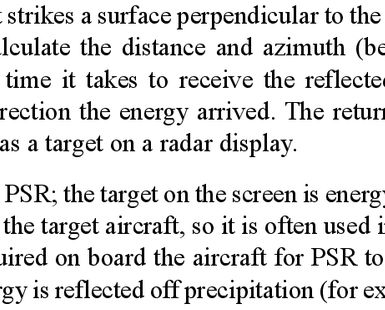 strikes a surface perpendicular to the
calculate the distance and azimuth (be
time it takes to receive the reflected
rection the energy arrived. The return
as a target on a radar display.
PSR; the target on the screen is energy
the target aircraft, so it is often used i
uired on board the aircraft for PSR to
rgy is reflected off precipitation (for ex